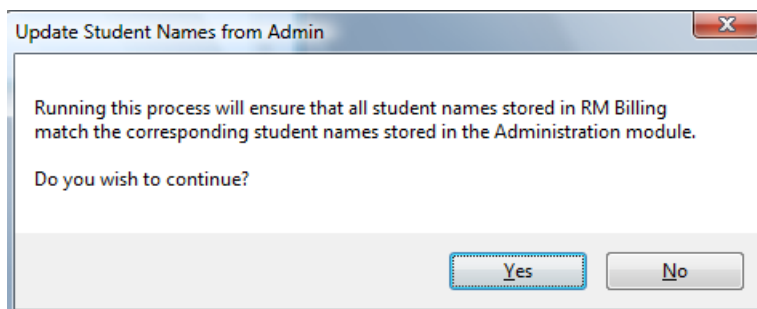 Update Student Names from Admin
Running this process will ensure that all student names stored in RM Billing
match the corresponding student names stored in the Administration module.
Do you wish to continue?
Yes
No